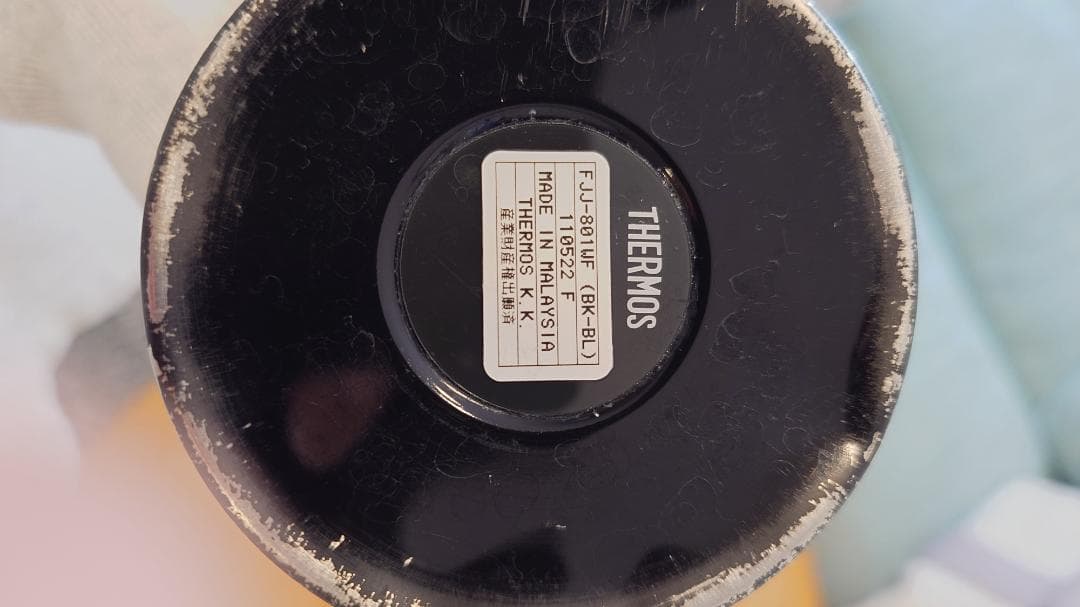 THERMOS
FJJ-801WF (BK-BL)
110522 F
MADE IN MALAYSIA
THERMOS K.K.
産業財産権出願済